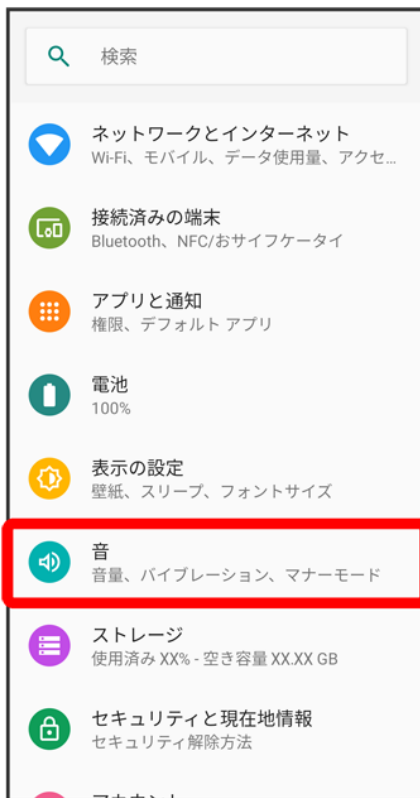 検索
ネットワークとインターネット
Wi-Fi、モバイル、データ使用量、アクセ...
接続済みの端末
Bluetooth、NFC/おサイフケータイ
アプリと通知
権限、デフォルト アプリ
電池
100%
表示の設定
壁紙、スリープ、フォントサイズ
音
音量、バイブレーション、マナーモード
ストレージ
使用済み XX% - 空き容量 XX.XX GB
セキュリティと現在地情報
セキュリティ解除方法